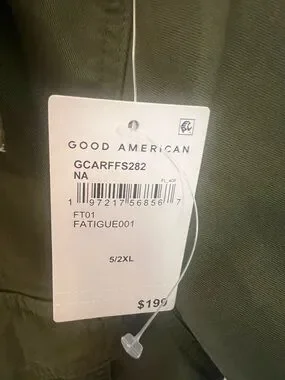 GOOD AMERICAN
GCARFFS282
NA
1 97217 56856 7
FT01
FATIGUE001
5/2XL
$199